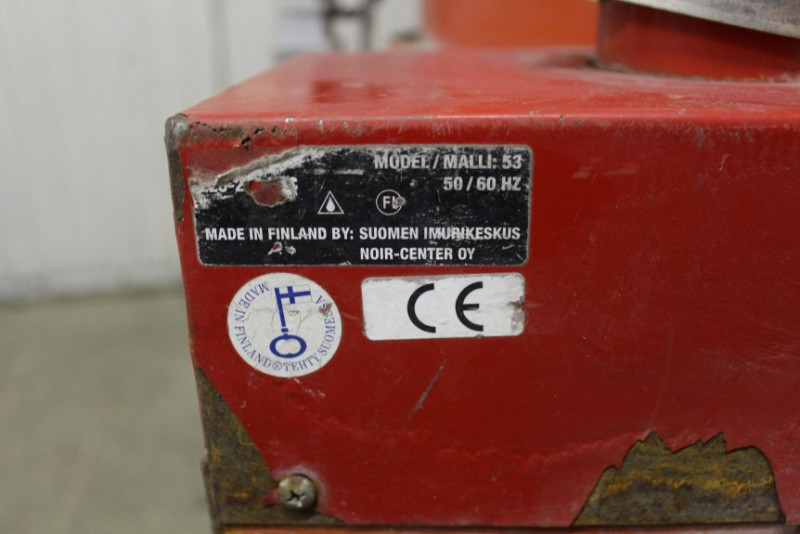 MODEL / MALLI: 53
50 / 60 HZ
FI
MADE IN FINLAND BY: SUOMEN IMURIKESKUS
NOIR-CENTER OY
MADE IN FINLAND ® TEHTY SUOMESSA
CE